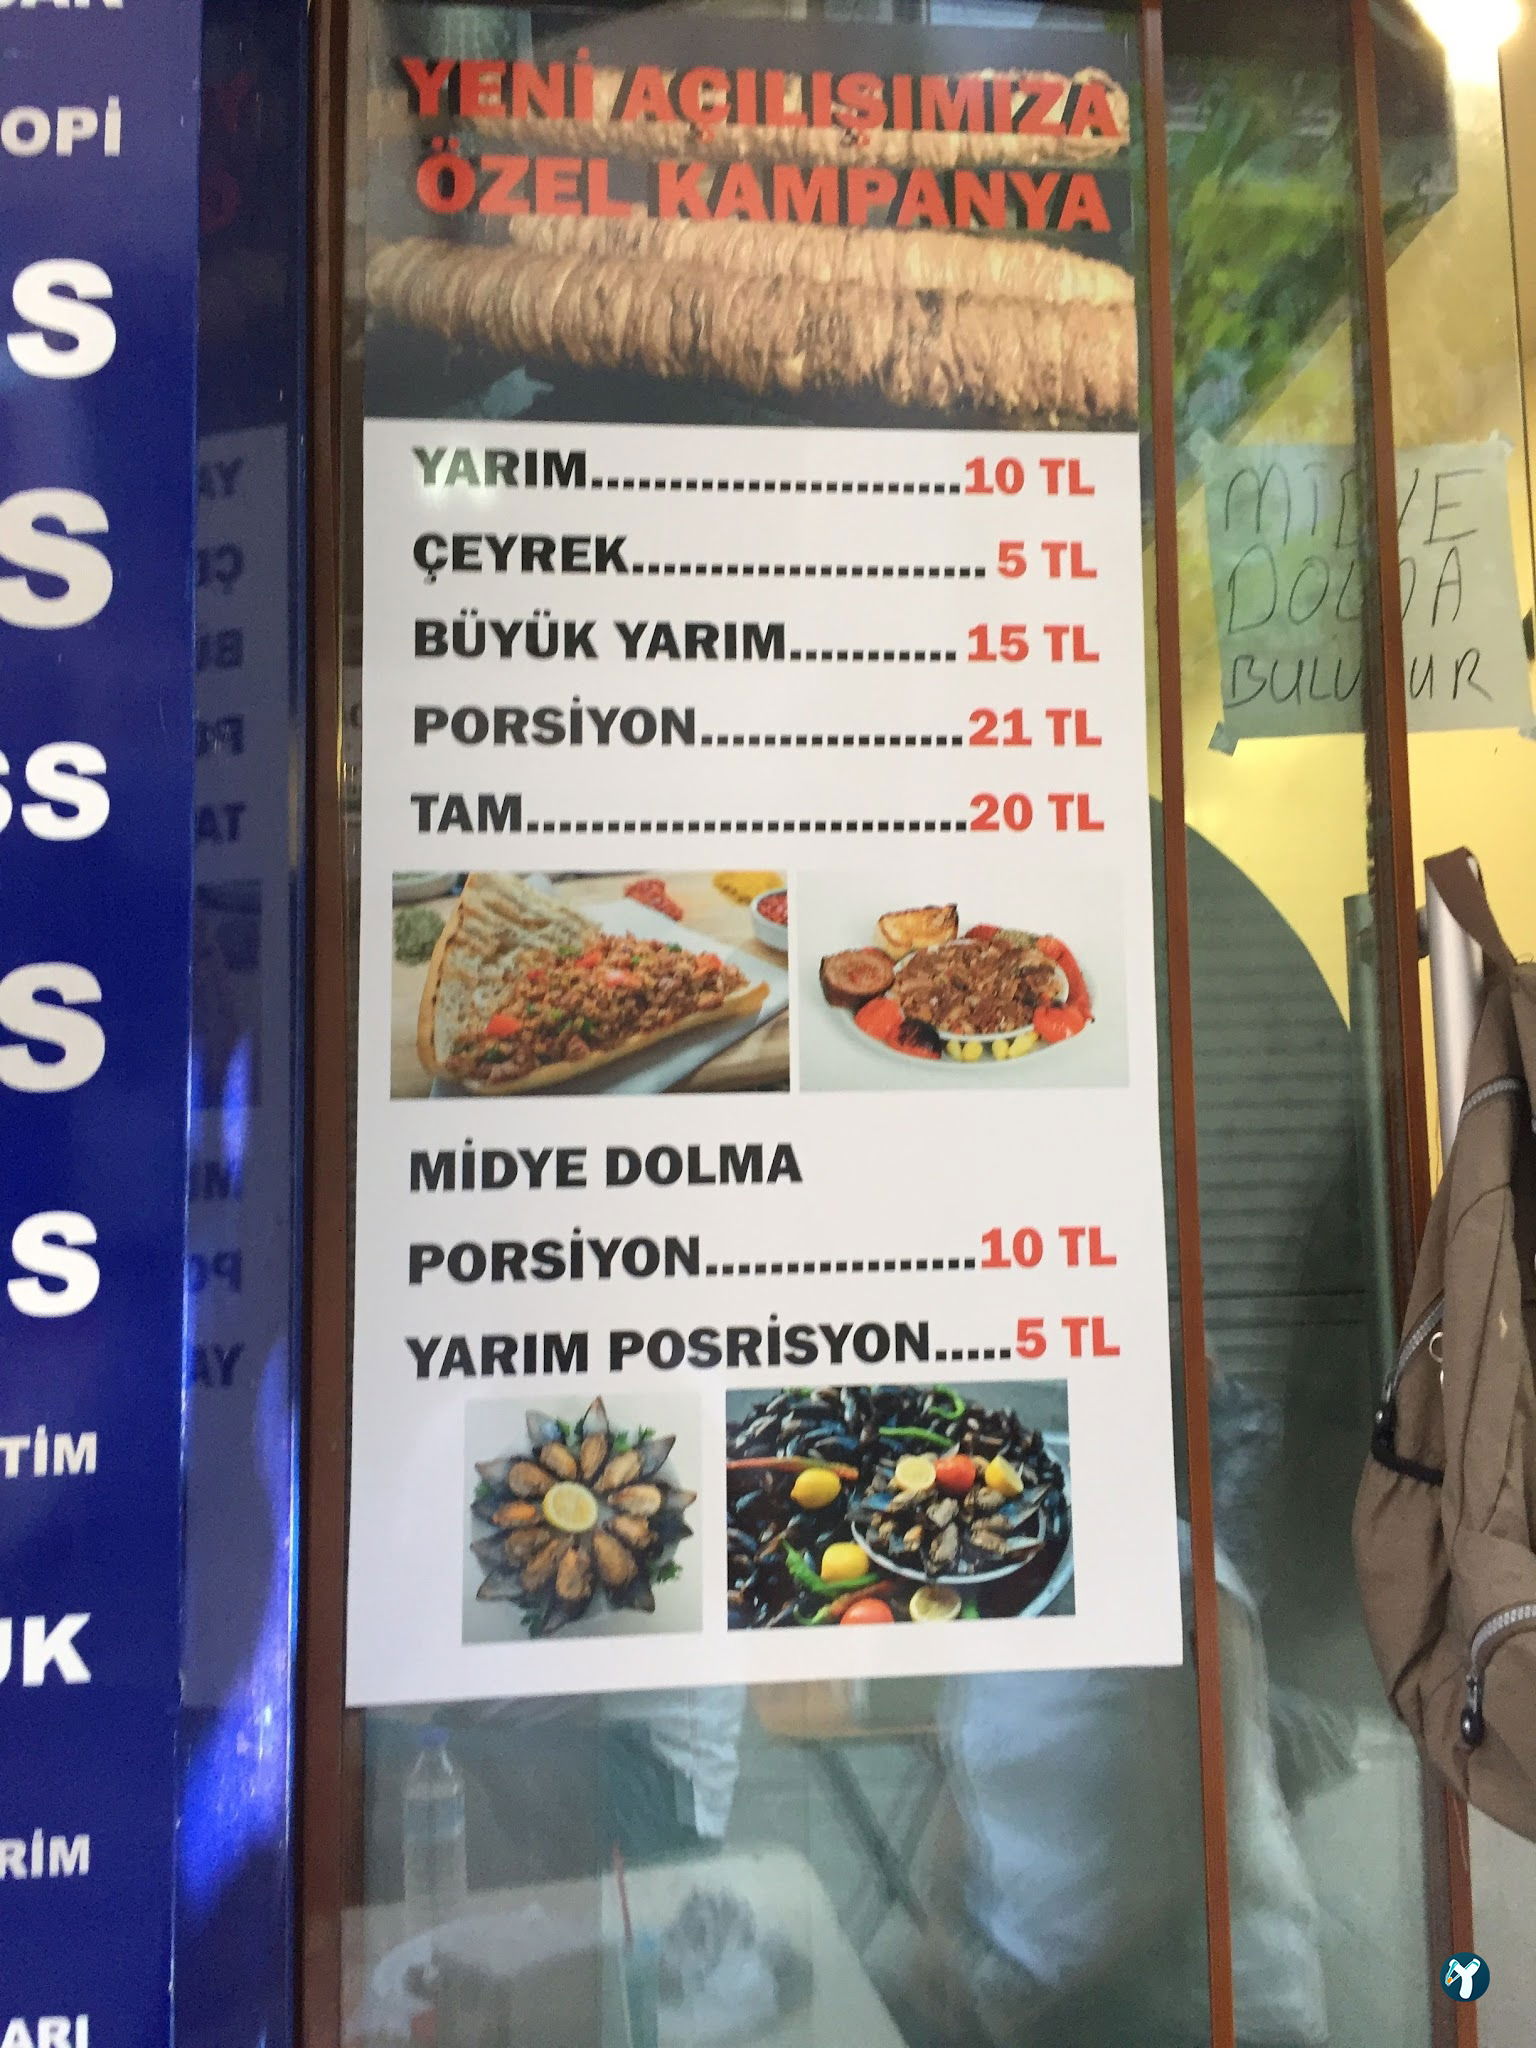 OPİ
S
S
SS
S
S
TİM
UK
RİM
ARI
YENİ AÇILIŞIMIZA
ÖZEL KAMPANYA
YARIM.......................10 TL
ÇEYREK...................... 5 TL
BÜYÜK YARIM........... 15 TL
PORSİYON.................21 TL
TAM............................20 TL
MİDYE DOLMA
PORSİYON.................10 TL
YARIM POSRİSYON.....5 TL
MİDYE
DOLMA
BULUNUR